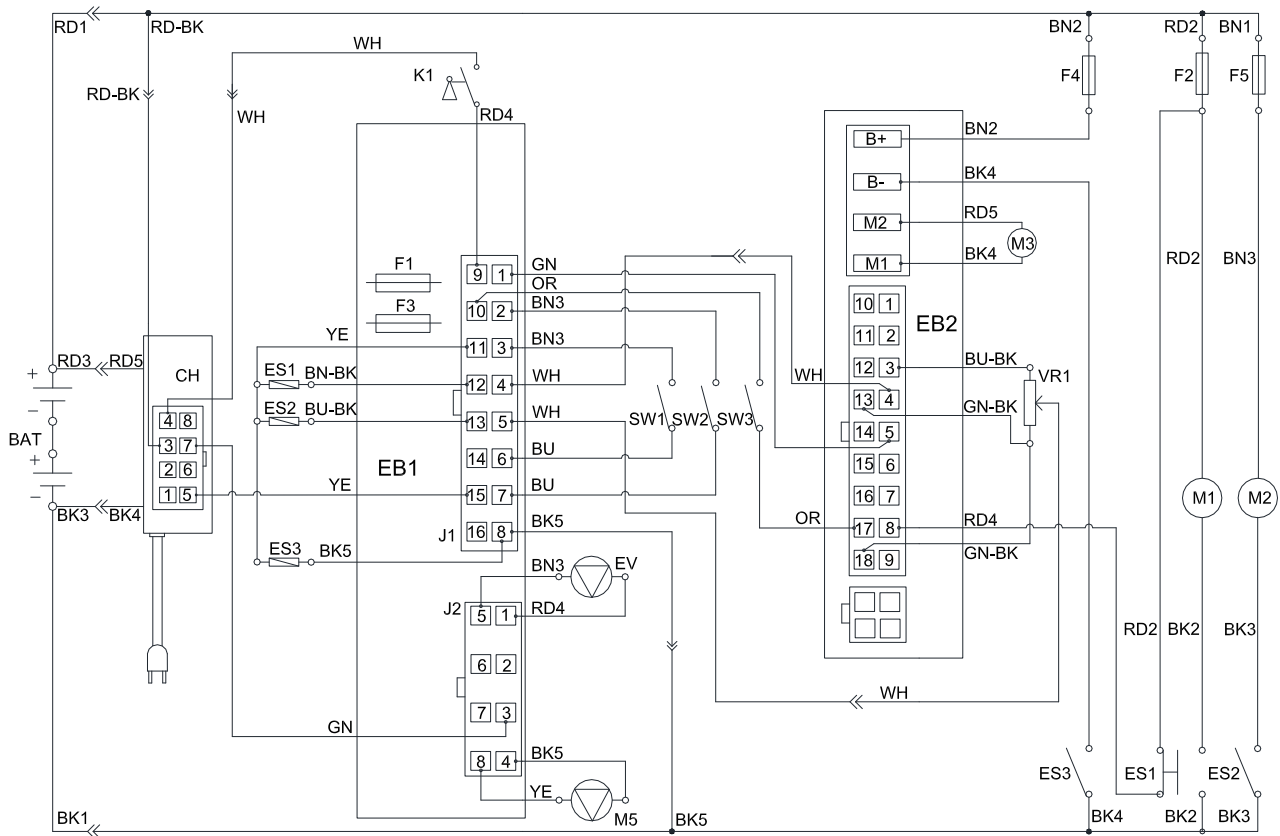 RD1 RD-BK BN2 RD2 BN1
WH
K1 F4 F2 F5
RD-BK
WH RD4
BN2
B+
BK4
B-
RD5
M2
M3
BK4
M1
RD2 BN3
GN
F1 9 1
OR
10 2 BN3
F3
10 1
EB2
YE 11 3 BN3
11 2
RD3 RD5
+
CH
ES1 BN-BK 12 4 WH
12 3 BU-BK
VR1
WH
13 4
GN-BK
-
4 8
ES2 BU-BK 13 5 WH
SW1 SW2 SW3
14 5
BAT
3 7
EB1
14 6 BU
15 6
+
2 6
-
1 5
YE 15 7 BU
16 7
M1 M2
BK3 BK4
OR 17 8 RD4
J1 16 8 BK5
ES3 BK5
18 9 GN-BK
BN3 EV
J2 5 1 RD4
6 2
RD2 BK2 BK3
7 3
GN
WH
8 4 BK5
YE M5
ES3 ES1 ES2
BK1 BK5 BK4 BK2 BK3